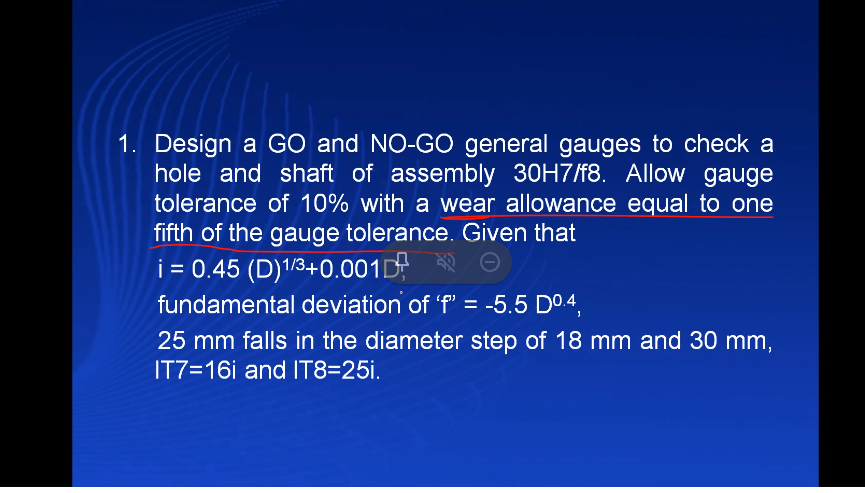 1. Design a GO and NO-GO general gauges to check a
hole and shaft of assembly 30H7/f8. Allow gauge
tolerance of 10% with a wear allowance equal to one
fifth of the gauge tolerance. Given that
i = 0.45 (D)¹/³+0.001D,
fundamental deviation of ‘f” = -5.5 D⁰·⁴,
25 mm falls in the diameter step of 18 mm and 30 mm,
IT7=16i and IT8=25i.